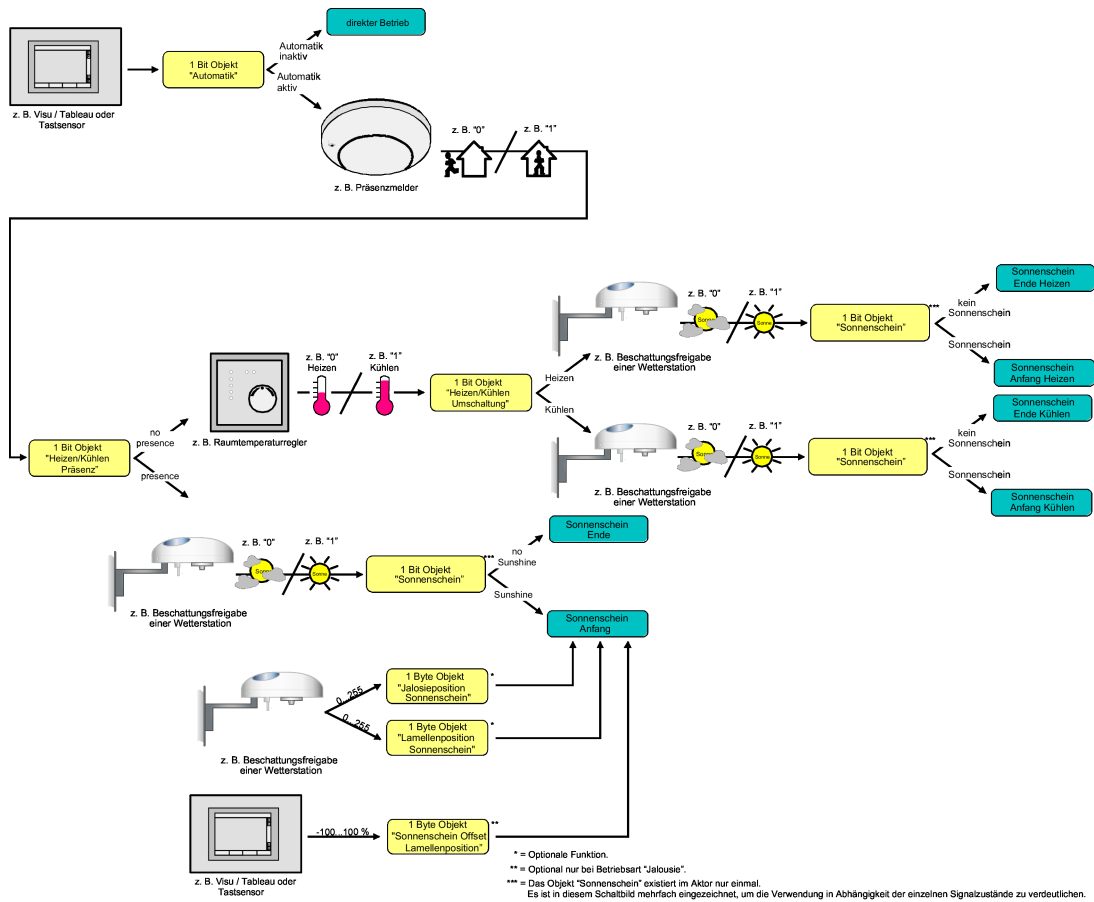 direkter Betrieb
Automatik
inaktiv
1 Bit Objekt
"Automatik"
Automatik
aktiv
z. B. Visu / Tableau oder
Tastsensor
z. B. "0"
z. B. "1"
z. B. Präsenzmelder
Sonnenschein
Ende Heizen
z. B. "0"
z. B. "1"
Sonne
Sonne
1 Bit Objekt
"Sonnenschein"
***
kein
Sonnenschein
Sonnenschein
z. B. Beschattungsfreigabe
einer Wetterstation
Sonnenschein
Anfang Heizen
z. B. "0"
Heizen
z. B. "1"
Kühlen
1 Bit Objekt
"Heizen/Kühlen
Umschaltung"
Heizen
Kühlen
z. B. Raumtemperaturregler
Sonnenschein
Ende Kühlen
z. B. "0"
z. B. "1"
Sonne
Sonne
1 Bit Objekt
"Sonnenschein"
***
kein
Sonnenschein
Sonnenschein
z. B. Beschattungsfreigabe
einer Wetterstation
Sonnenschein
Anfang Kühlen
1 Bit Objekt
"Heizen/Kühlen
Präsenz"
no
presence
presence
Sonnenschein
Ende
z. B. "0"
z. B. "1"
Sonne
Sonne
1 Bit Objekt
"Sonnenschein"
***
no
Sunshine
Sunshine
z. B. Beschattungsfreigabe
einer Wetterstation
Sonnenschein
Anfang
0...255
1 Byte Objekt
"Jalosieposition
Sonnenschein"
*
0...255
1 Byte Objekt
"Lamellenposition
Sonnenschein"
*
z. B. Beschattungsfreigabe
einer Wetterstation
-100...100 %
1 Byte Objekt
"Sonnenschein Offset
Lamellenposition"
**
z. B. Visu / Tableau oder
Tastsensor
* = Optionale Funktion.
** = Optional nur bei Betriebsart "Jalousie".
*** = Das Objekt "Sonnenschein" existiert im Aktor nur einmal.
Es ist in diesem Schaltbild mehrfach eingezeichnet, um die Verwendung in Abhängigkeit der einzelnen Signalzustände zu verdeutlichen.